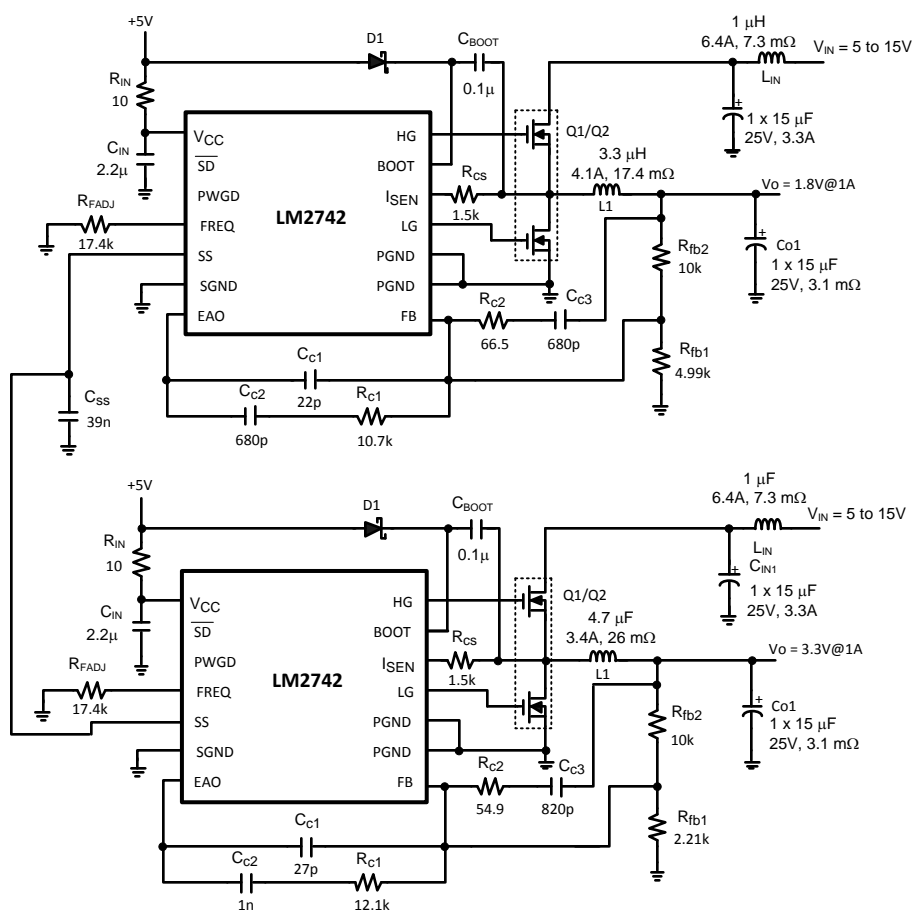 +5V
D1
C_BOOT
0.1μ
1 μH
6.4A, 7.3 mΩ
L_IN
V_IN = 5 to 15V
R_IN
10
C_IN
2.2μ
1 x 15 μF
25V, 3.3A
V_CC
SD
PWGD
FREQ
SS
SGND
EAO
LM2742
HG
BOOT
I_SEN
LG
PGND
PGND
FB
Q1/Q2
R_CS
1.5k
3.3 μH
4.1A, 17.4 mΩ
L1
Vo = 1.8V@1A
R_FADJ
17.4k
R_fb2
10k
Co1
1 x 15 μF
25V, 3.1 mΩ
R_c2
66.5
C_c3
680p
R_fb1
4.99k
C_c1
22p
C_c2
680p
R_c1
10.7k
C_SS
39n
+5V
D1
C_BOOT
0.1μ
1 μF
6.4A, 7.3 mΩ
L_IN
V_IN = 5 to 15V
C_IN1
1 x 15 μF
25V, 3.3A
R_IN
10
C_IN
2.2μ
V_CC
SD
PWGD
FREQ
SS
SGND
EAO
LM2742
HG
BOOT
I_SEN
LG
PGND
PGND
FB
Q1/Q2
R_CS
1.5k
4.7 μF
3.4A, 26 mΩ
L1
Vo = 3.3V@1A
R_FADJ
17.4k
R_fb2
10k
Co1
1 x 15 μF
25V, 3.1 mΩ
R_c2
54.9
C_c3
820p
R_fb1
2.21k
C_c1
27p
C_c2
1n
R_c1
12.1k